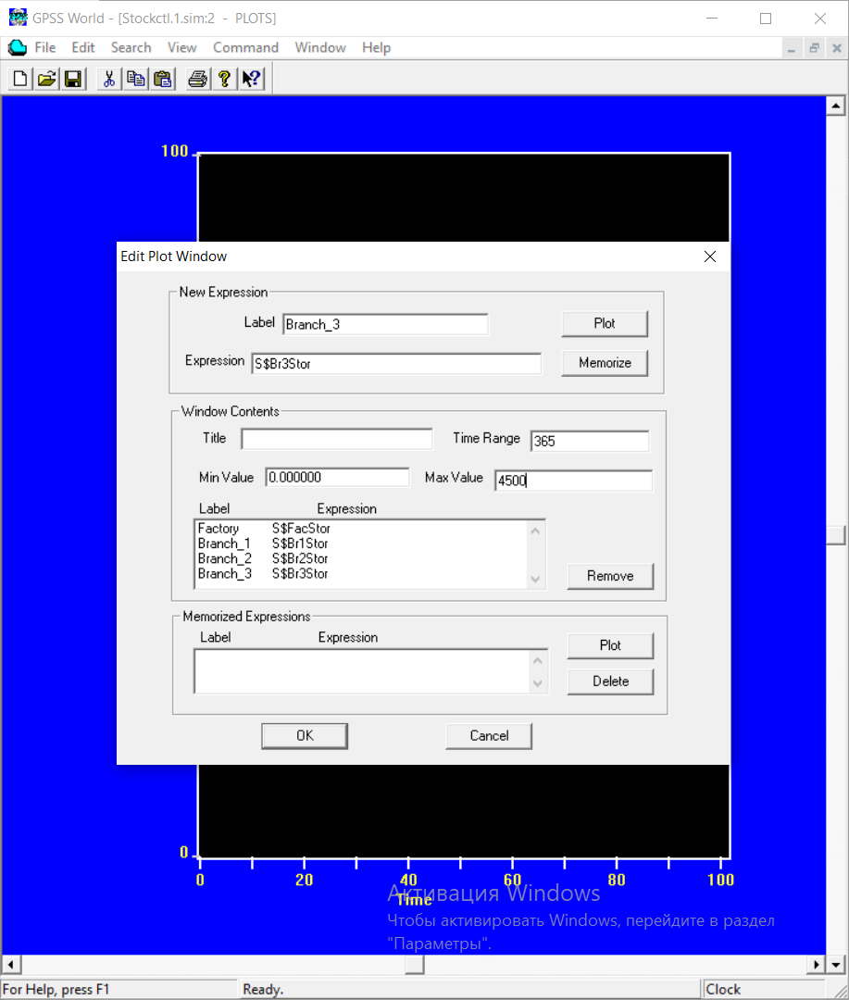 GPSS World - [Stockctl.1.sim:2 - PLOTS]
File Edit Search View Command Window Help
100
Edit Plot Window
New Expression
Label Branch_3 Plot
Expression S$Br3Stor Memorize
Window Contents
Title Time Range 365
Min Value 0.000000 Max Value 4500
Label Expression
Factory S$FacStor
Branch_1 S$Br1Stor
Branch_2 S$Br2Stor
Branch_3 S$Br3Stor
Remove
Memorized Expressions
Label Expression
Plot
Delete
OK Cancel
0
0 20 40 60 80 100
Time
Активация Windows
Чтобы активировать Windows, перейдите в раздел
"Параметры".
For Help, press F1 Ready. Clock